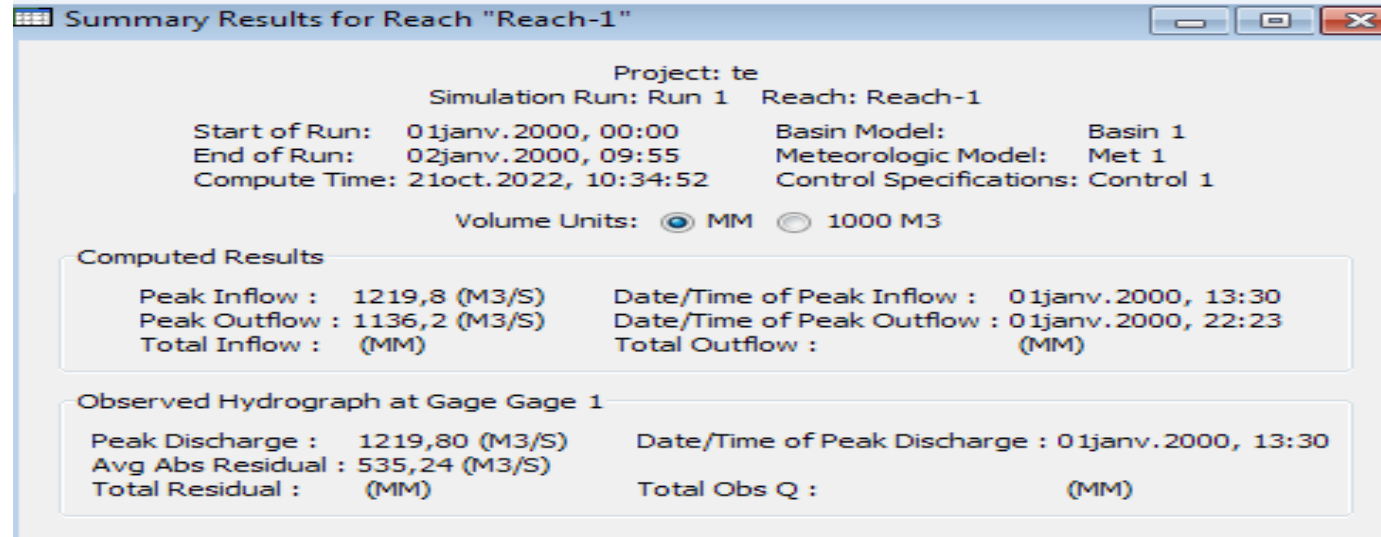 Summary Results for Reach "Reach-1"
Project: te
Simulation Run: Run 1 Reach: Reach-1
Start of Run: 01janv.2000, 00:00 Basin Model: Basin 1
End of Run: 02janv.2000, 09:55 Meteorologic Model: Met 1
Compute Time: 21oct.2022, 10:34:52 Control Specifications: Control 1
Volume Units: MM 1000 M3
Computed Results
Peak Inflow : 1219,8 (M3/S) Date/Time of Peak Inflow : 01janv.2000, 13:30
Peak Outflow : 1136,2 (M3/S) Date/Time of Peak Outflow : 01janv.2000, 22:23
Total Inflow : (MM) Total Outflow : (MM)
Observed Hydrograph at Gage Gage 1
Peak Discharge : 1219,80 (M3/S) Date/Time of Peak Discharge : 01janv.2000, 13:30
Avg Abs Residual : 535,24 (M3/S)
Total Residual : (MM) Total Obs Q : (MM)